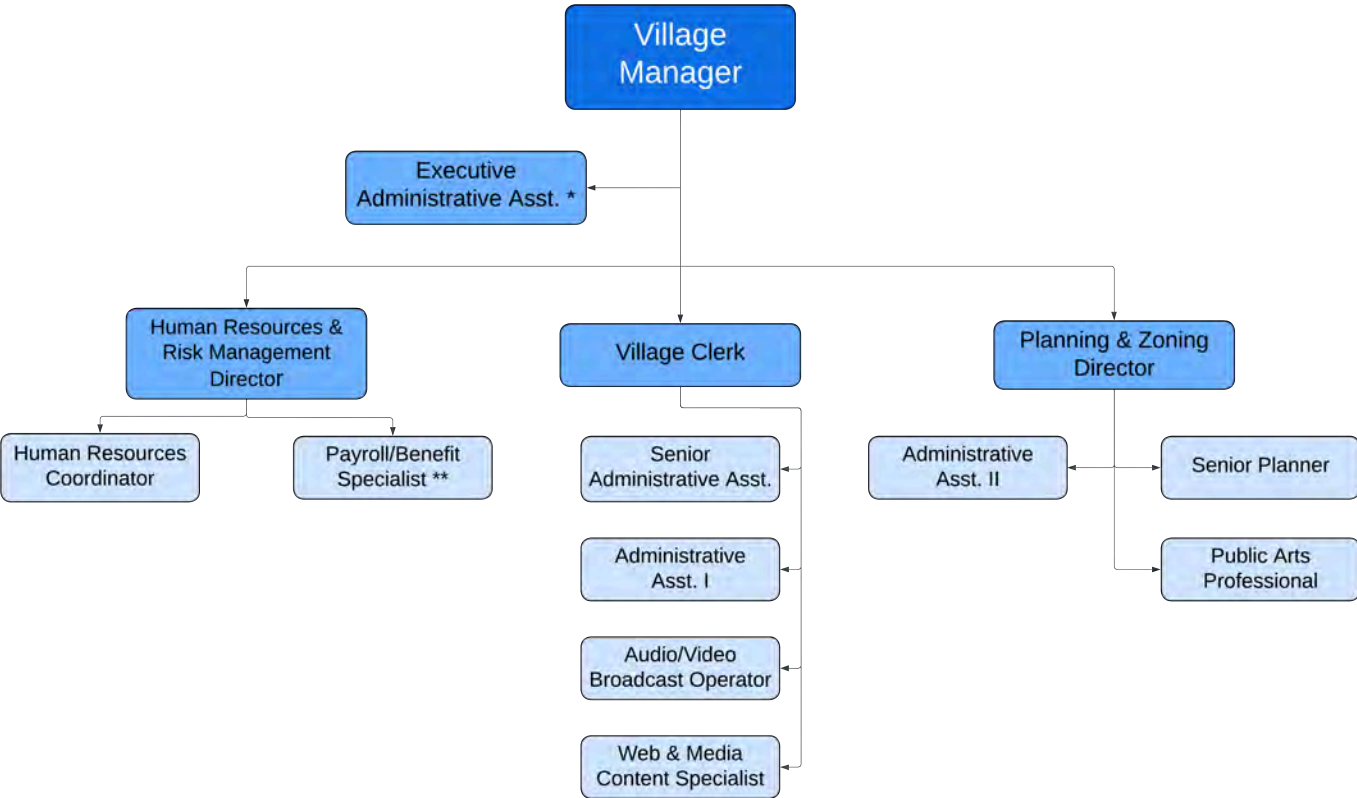 Village
Manager
Executive
Administrative Asst. *
Human Resources &
Risk Management
Director
Village Clerk
Planning & Zoning
Director
Human Resources
Coordinator
Payroll/Benefit
Specialist **
Senior
Administrative Asst.
Administrative
Asst. I
Audio/Video
Broadcast Operator
Web & Media
Content Specialist
Administrative
Asst. II
Senior Planner
Public Arts
Professional